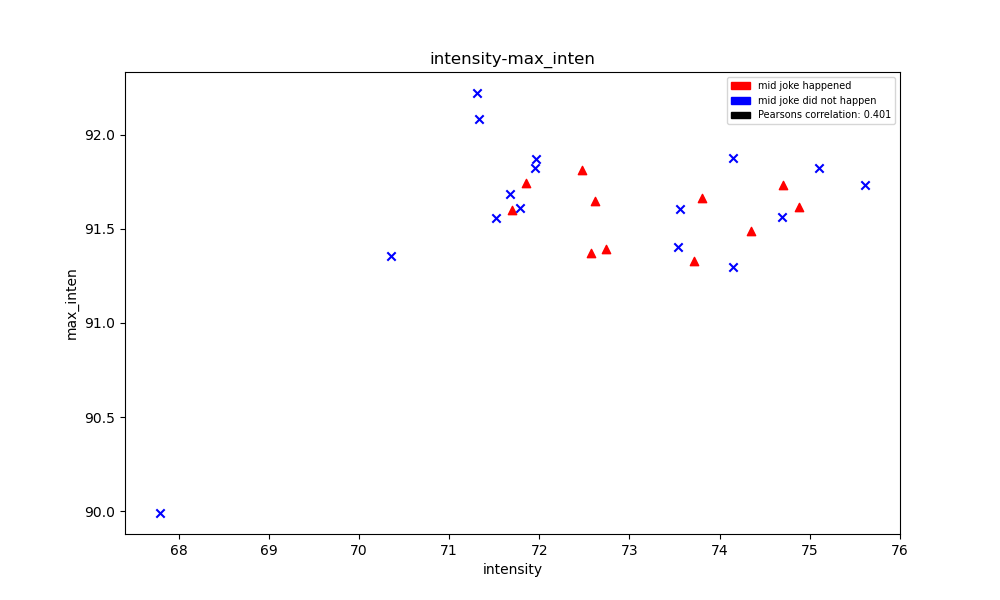 intensity-max_inten
mid joke happened
mid joke did not happen
Pearsons correlation: 0.401
92.0
91.5
91.0
90.5
90.0
max_inten
68 69 70 71 72 73 74 75 76
intensity